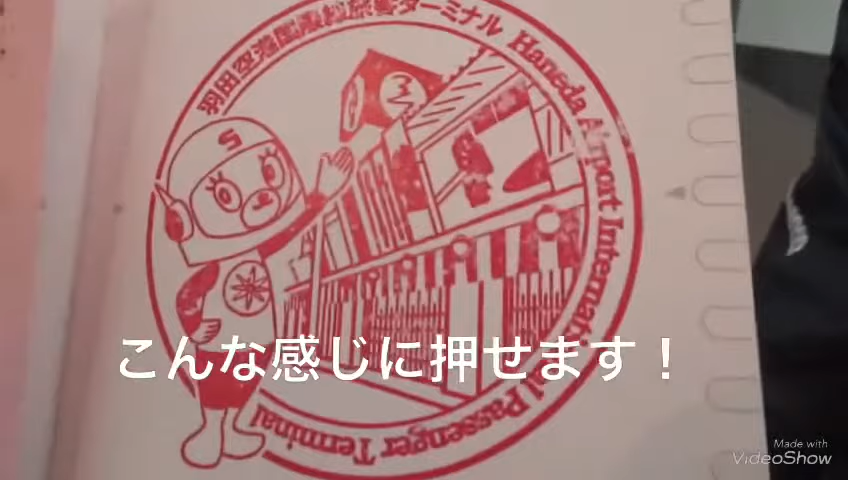 羽田空港国際線旅客ターミナル
Haneda Airport International Passenger Terminal
S
こんな感じに押せます！
Made with
VideoShow